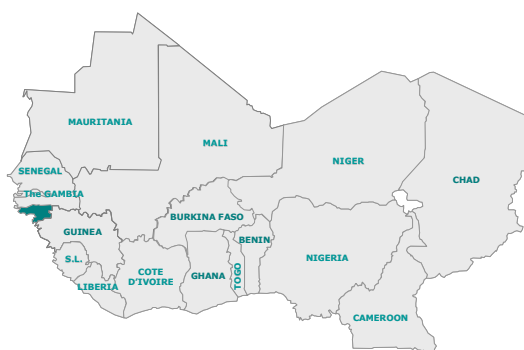 MAURITANIA
MALI
NIGER
CHAD
SENEGAL
The GAMBIA
BURKINA FASO
GUINEA
BENIN
NIGERIA
S.L.
COTE
D'IVOIRE
GHANA
TOGO
LIBERIA
CAMEROON